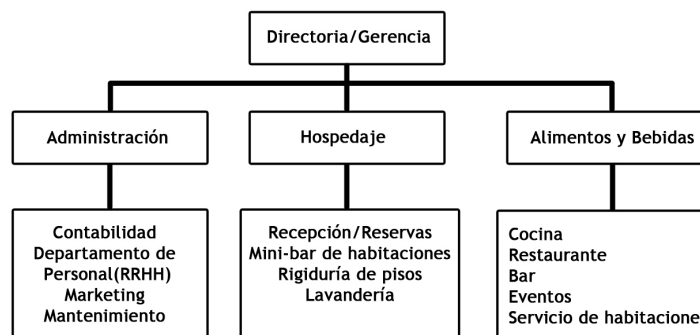 Directoria/Gerencia
Administración
Hospedaje
Alimentos y Bebidas
Contabilidad
Departamento de
Personal(RRHH)
Marketing
Mantenimiento
Recepción/Reservas
Mini-bar de habitaciones
Rigiduría de pisos
Lavandería
Cocina
Restaurante
Bar
Eventos
Servicio de habitacione